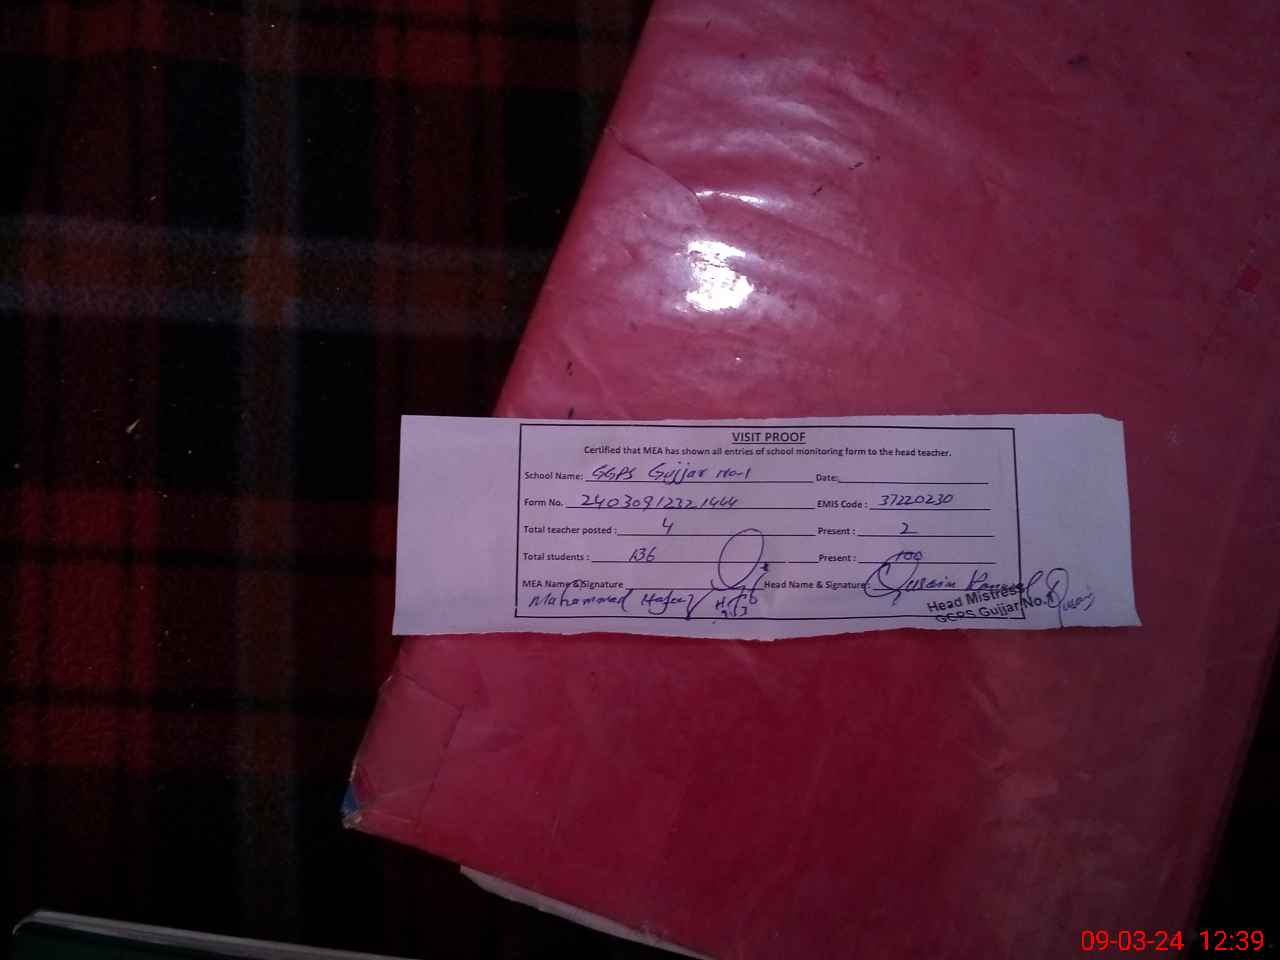 VISIT PROOF
Certified that MEA has shown all entries of school monitoring form to the head teacher.
School Name: GGPS Gujjar No-1 Date:
Form No. 240309123221444 EMIS Code : 37220230
Total teacher posted : 4 Present : 2
Total students : 136 Present : 100
MEA Name & Signature Head Name & Signature:
Muhammad
Head Mistress
GGPS Gujjar No.1
09-03-24 12:39